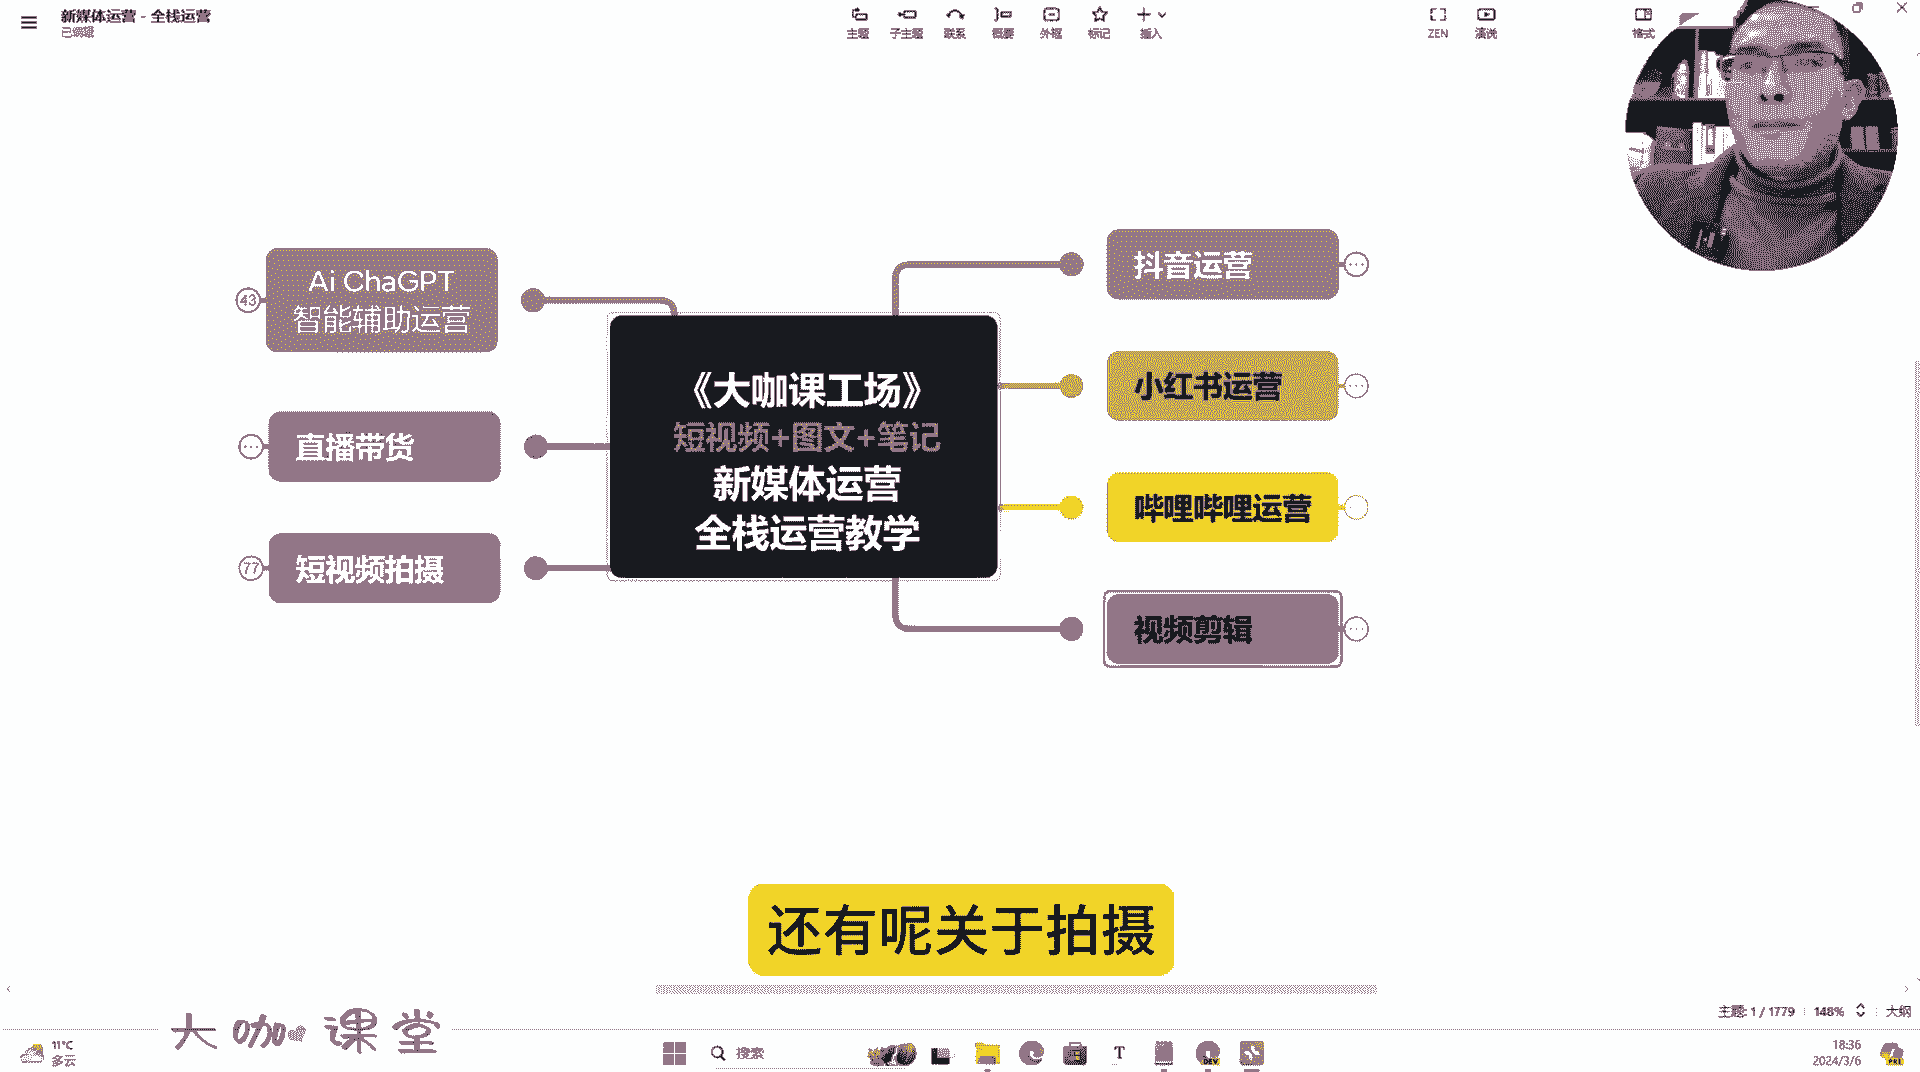 新媒体运营 - 全栈运营
已编辑
主题
子主题
联系
概要
外框
标记
插入
ZEN
演说
格式
Ai ChaGPT
智能辅助运营
43
直播带货
短视频拍摄
77
《大咖课工场》
短视频+图文+笔记
新媒体运营
全栈运营教学
抖音运营
小红书运营
哔哩哔哩运营
视频剪辑
还有呢关于拍摄
大咖课堂
主题: 1 / 1779
148%
大纲
11°C
多云
搜索
T
DEV
18:36
2024/3/6
PRE